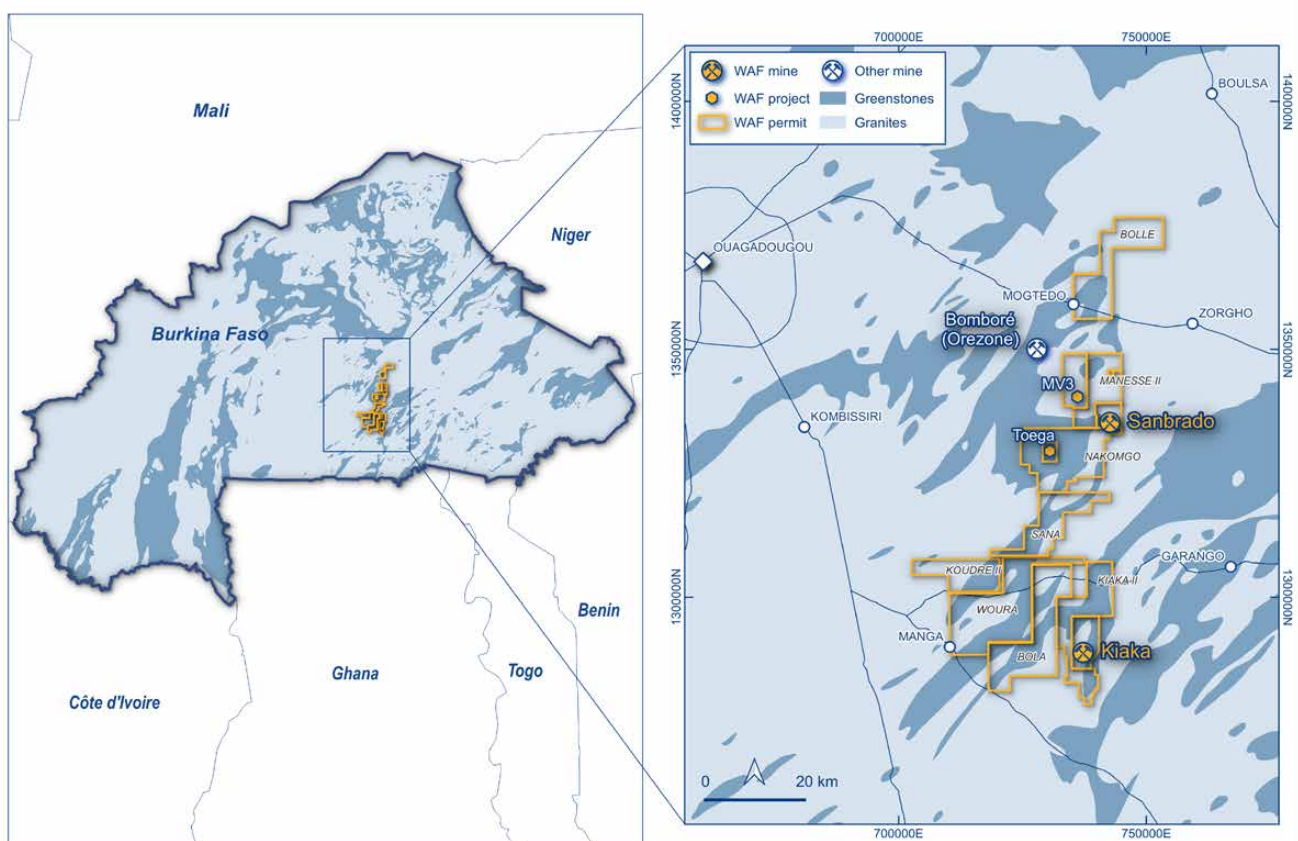 Mali
Niger
Burkina Faso
Benin
Ghana
Togo
Côte d'Ivoire
700000E
750000E
WAF mine
Other mine
WAF project
Greenstones
WAF permit
Granites
1400000N
1400000N
BOULSA
BOLLE
OUAGADOUGOU
MOGTEDO
ZORGHO
Bomboré
(Orezone)
1350000N
1350000N
MV3
MANESSE II
KOMBISSIRI
Sanbrado
Toega
NAKOMGO
SANA
GARANGO
KOUDRE II
KIAKA II
1300000N
1300000N
WOURA
MANGA
BOLA
Kiaka
0
20 km
700000E
750000E